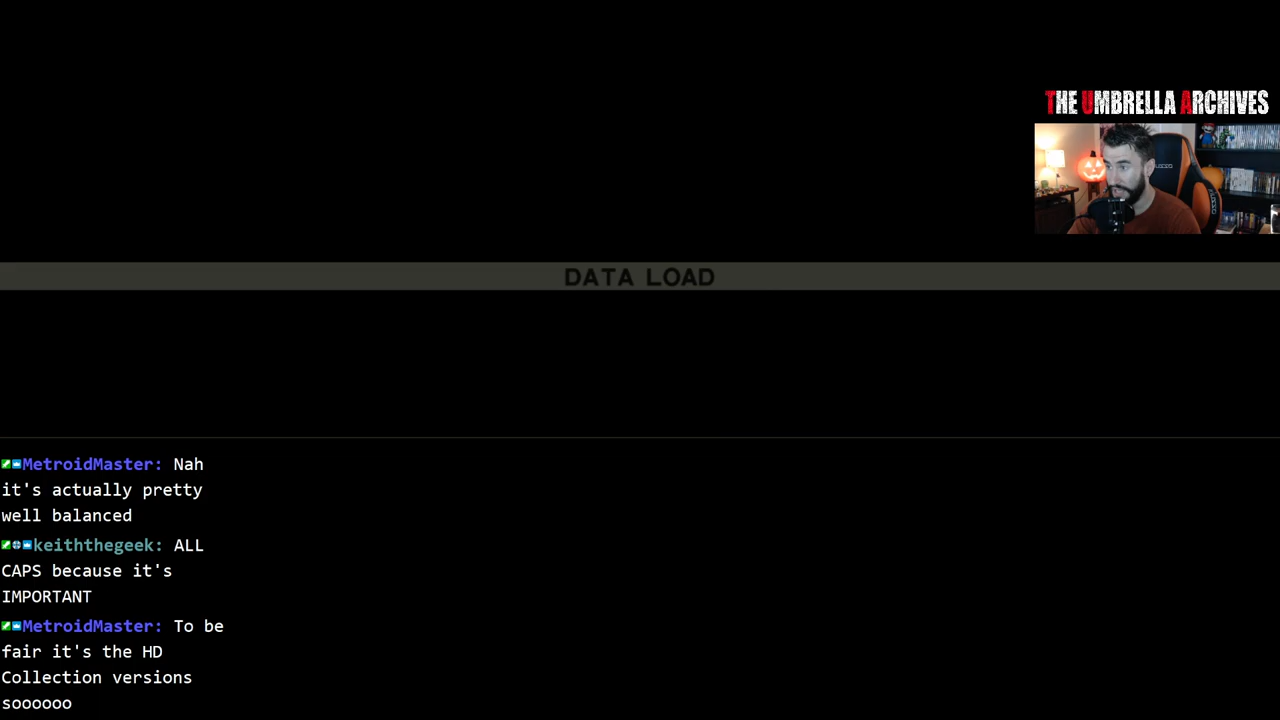 THE UMBRELLA ARCHIVES
DATA LOAD
MetroidMaster: Nah
it's actually pretty
well balanced
keiththegeek: ALL
CAPS because it's
IMPORTANT
MetroidMaster: To be
fair it's the HD
Collection versions
soooooo